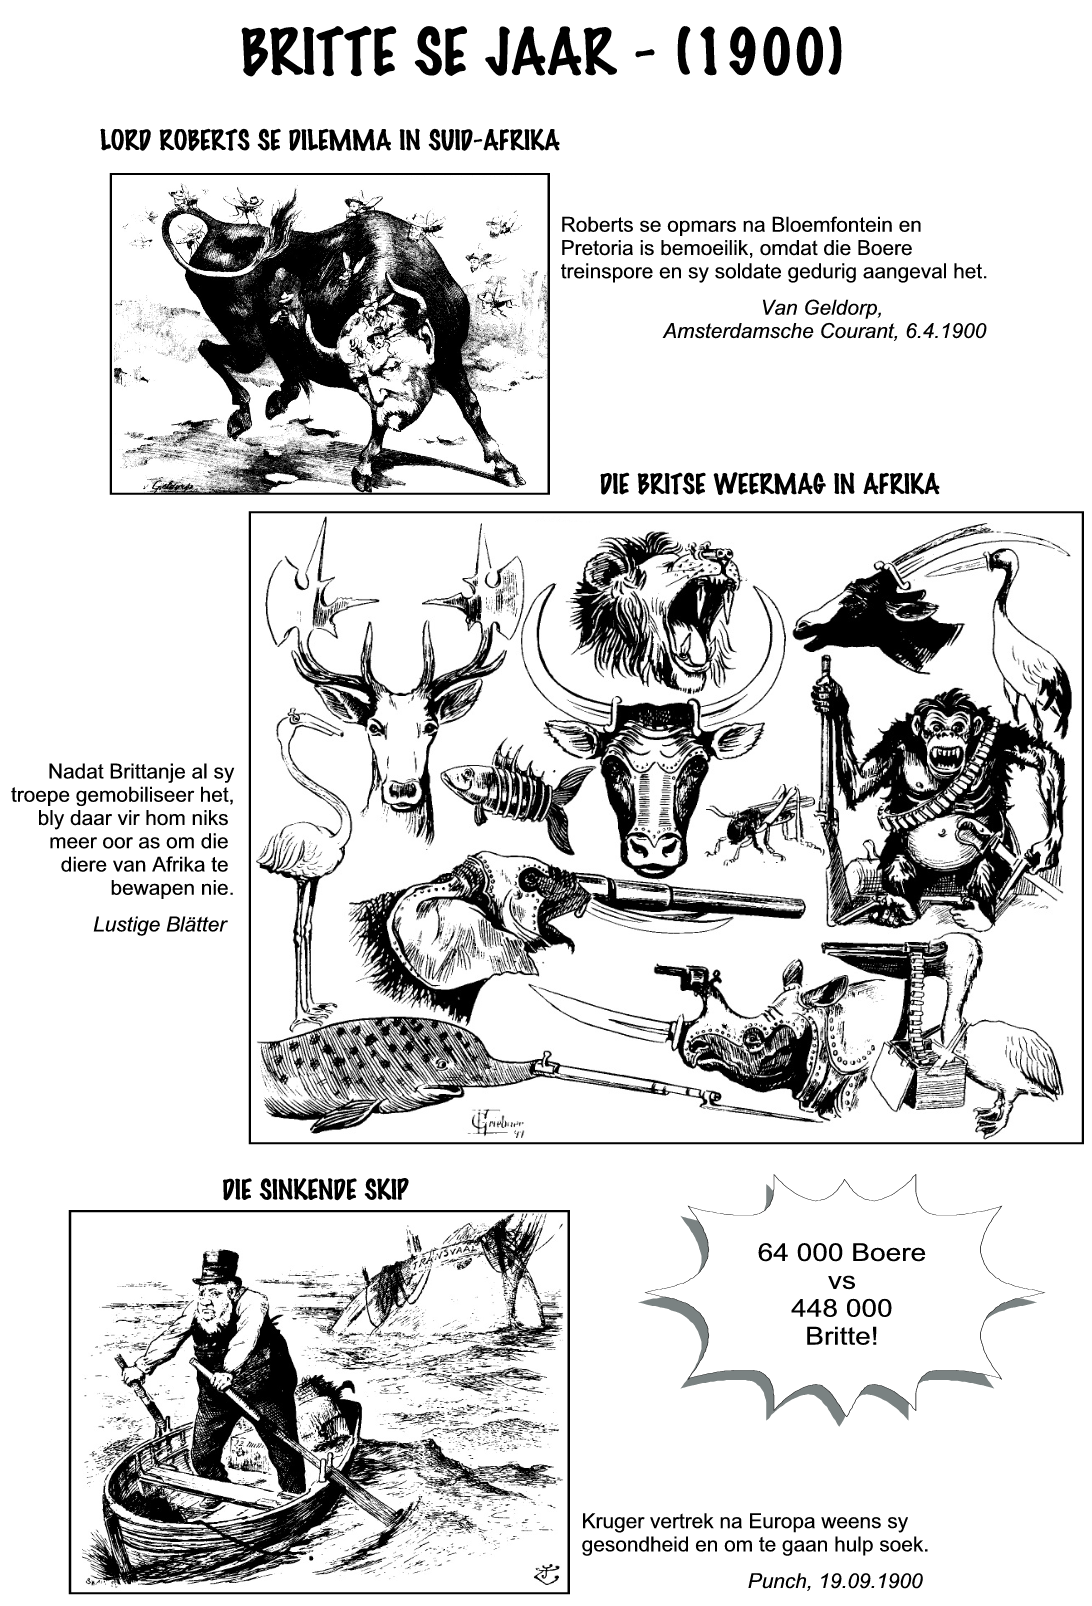 BRITTE SE JAAR - (1900)
LORD ROBERTS SE DILEMMA IN SUID-AFRIKA
Roberts se opmars na Bloemfontein en
Pretoria is bemoeilik, omdat die Boere
treinspore en sy soldate gedurig aangeval het.
Van Geldorp,
Amsterdamsche Courant, 6.4.1900
v. Geldorp
DIE BRITSE WEERMAG IN AFRIKA
Nadat Brittanje al sy
troepe gemobiliseer het,
bly daar vir hom niks
meer oor as om die
diere van Afrika te
bewapen nie.
Lustige Blätter
DIE SINKENDE SKIP
TRANSVAAL
64 000 Boere
vs
448 000
Britte!
Kruger vertrek na Europa weens sy
gesondheid en om te gaan hulp soek.
Punch, 19.09.1900